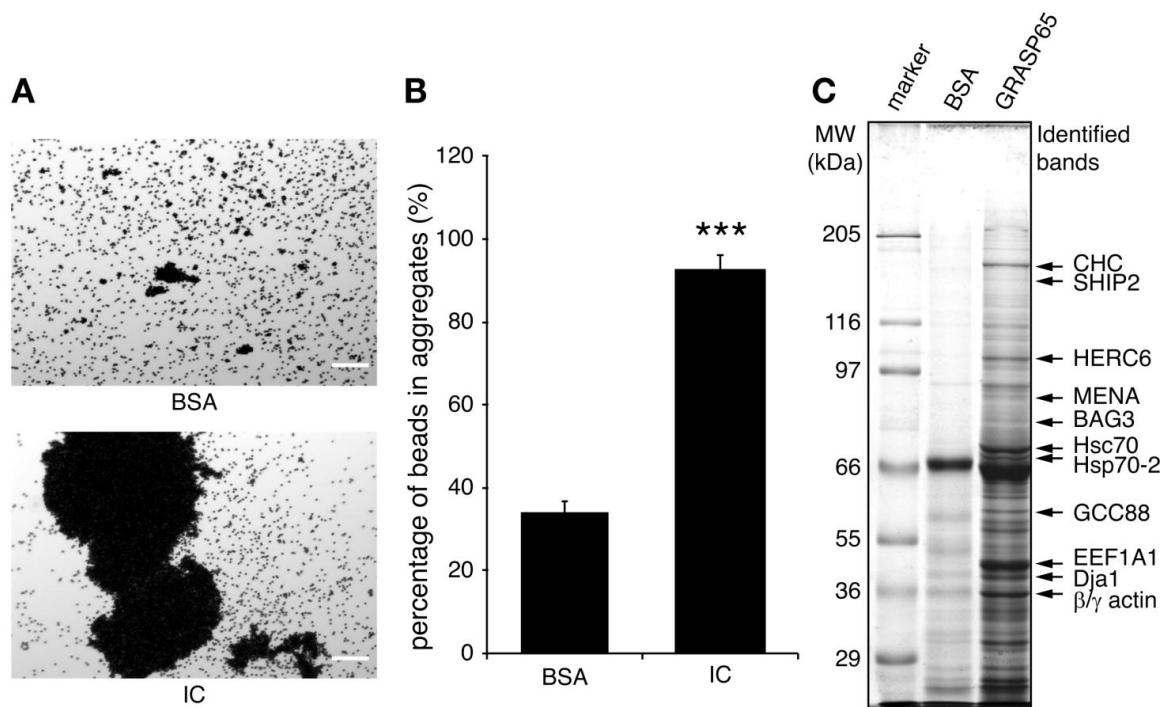 A
BSA
IC
B
percentage of beads in aggregates (%)
120
100
80
60
40
20
0
***
BSA
IC
C
marker
BSA
GRASP65
MW
(kDa)
205
116
97
66
55
36
29
Identified
bands
CHC
SHIP2
HERC6
MENA
BAG3
Hsc70
Hsp70-2
GCC88
EEF1A1
Dja1
β/γ actin